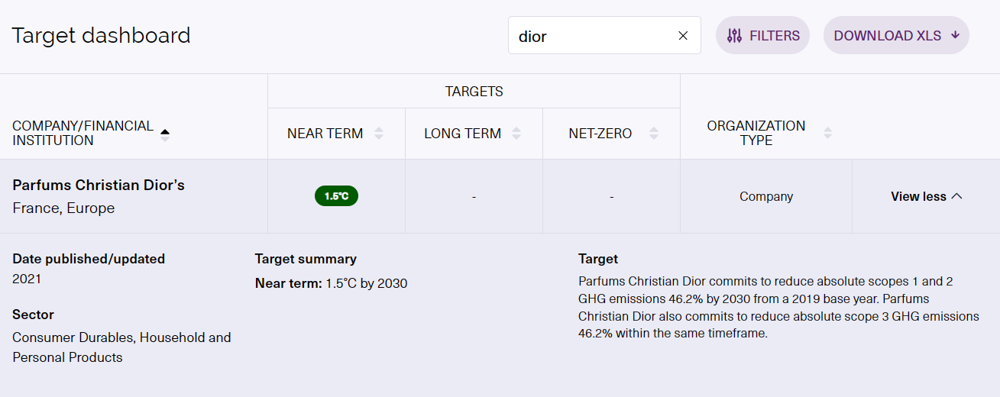 Target dashboard
dior
FILTERS
DOWNLOAD XLS
TARGETS
COMPANY/FINANCIAL
INSTITUTION
NEAR TERM
LONG TERM
NET-ZERO
ORGANIZATION
TYPE
Parfums Christian Dior’s
France, Europe
1.5°C
-
-
Company
View less
Date published/updated
2021
Sector
Consumer Durables, Household and
Personal Products
Target summary
Near term: 1.5°C by 2030
Target
Parfums Christian Dior commits to reduce absolute scopes 1 and 2
GHG emissions 46.2% by 2030 from a 2019 base year. Parfums
Christian Dior also commits to reduce absolute scope 3 GHG emissions
46.2% within the same timeframe.